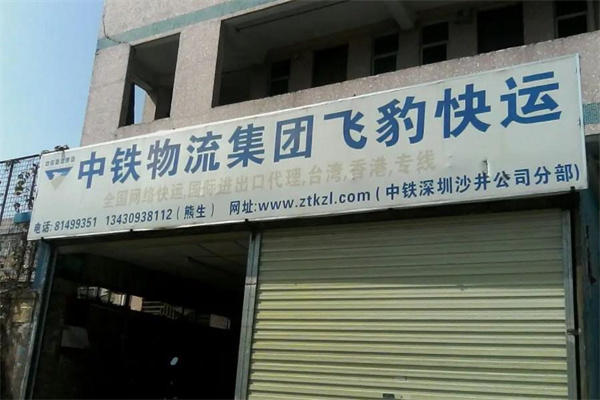 中铁物流集团飞豹快运
全国网络快运,国际进出口代理,台湾,香港,专线
电话:81499351 13430938112(熊生) 网址:www.ztkzl.com(中铁深圳沙井公司分部)